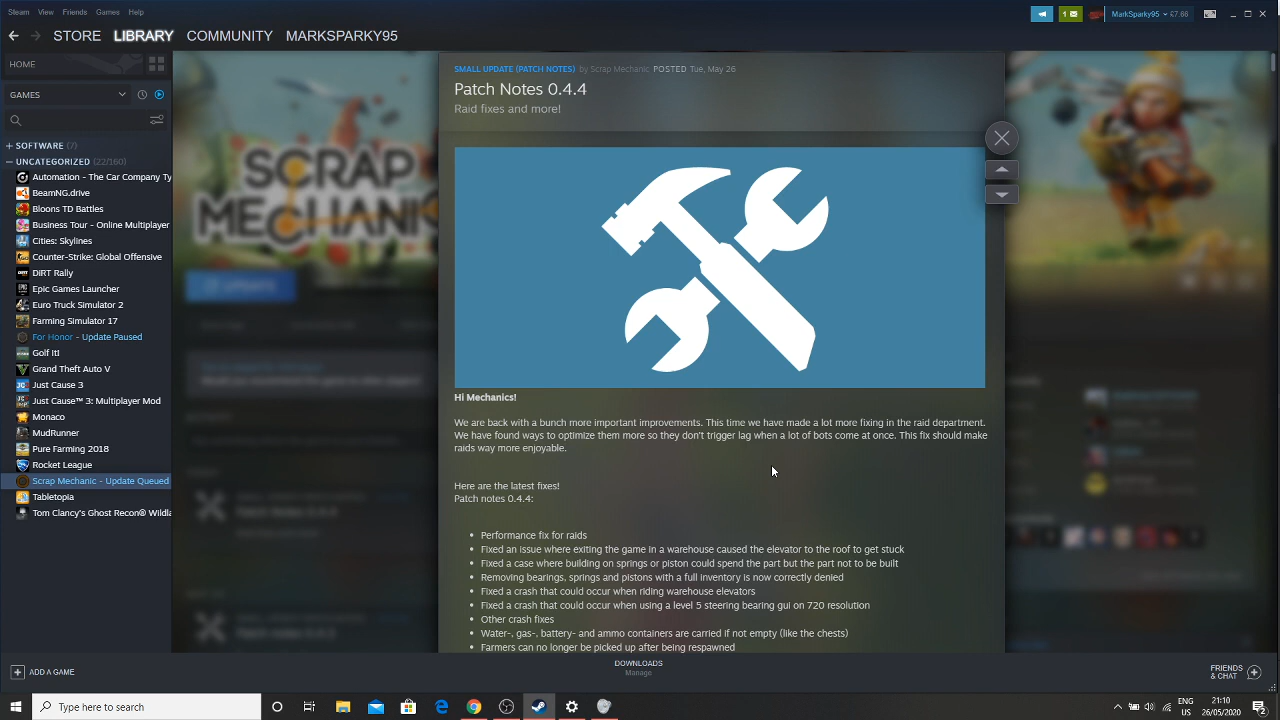 Steam View Friends Games Help
1 MarkSparky95 £7.66
STORE LIBRARY COMMUNITY MARKSPARKY95
HOME
GAMES
+ SOFTWARE (7)
— UNCATEGORIZED (22/160)
Automation - The Car Company Ty
BeamNG.drive
Bloons TD Battles
Business Tour - Online Multiplayer
Cities: Skylines
Counter-Strike: Global Offensive
DiRT Rally
Epic Games Launcher
Euro Truck Simulator 2
Farming Simulator 17
For Honor - Update Paused
Golf It!
Grand Theft Auto V
Just Cause 3
Just Cause™ 3: Multiplayer Mod
Monaco
MudRunner
Pure Farming 2018
Rocket League
Scrap Mechanic - Update Queued
Tabletopia
Tom Clancy's Ghost Recon® Wildla
SCRAP
MECHANIC
UPDATE
SMALL UPDATE (PATCH NOTES) by Scrap Mechanic POSTED Tue, May 26
Patch Notes 0.4.4
Raid fixes and more!
Hi Mechanics!
We are back with a bunch more important improvements. This time we have made a lot more fixing in the raid department.
We have found ways to optimize them more so they don't trigger lag when a lot of bots come at once. This fix should make
raids way more enjoyable.
Here are the latest fixes!
Patch notes 0.4.4:
• Performance fix for raids
• Fixed an issue where exiting the game in a warehouse caused the elevator to the roof to get stuck
• Fixed a case where building on springs or piston could spend the part but the part not to be built
• Removing bearings, springs and pistons with a full inventory is now correctly denied
• Fixed a crash that could occur when riding warehouse elevators
• Fixed a crash that could occur when using a level 5 steering bearing gui on 720 resolution
• Other crash fixes
• Water-, gas-, battery- and ammo containers are carried if not empty (like the chests)
• Farmers can no longer be picked up after being respawned
+ ADD A GAME
DOWNLOADS
Manage
FRIENDS
& CHAT
Type here to search
ENG
US
21:10
26/05/2020
2